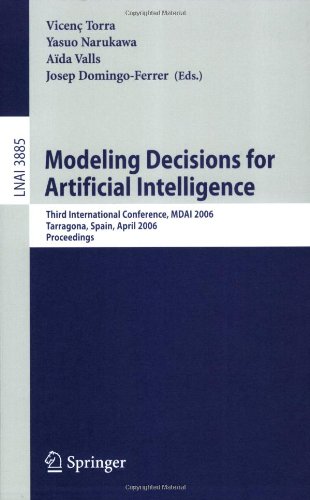 Vicenç Torra
Yasuo Narukawa
Aïda Valls
Josep Domingo-Ferrer (Eds.)
LNAI 3885
Modeling Decisions for
Artificial Intelligence
Third International Conference, MDAI 2006
Tarragona, Spain, April 2006
Proceedings
Springer